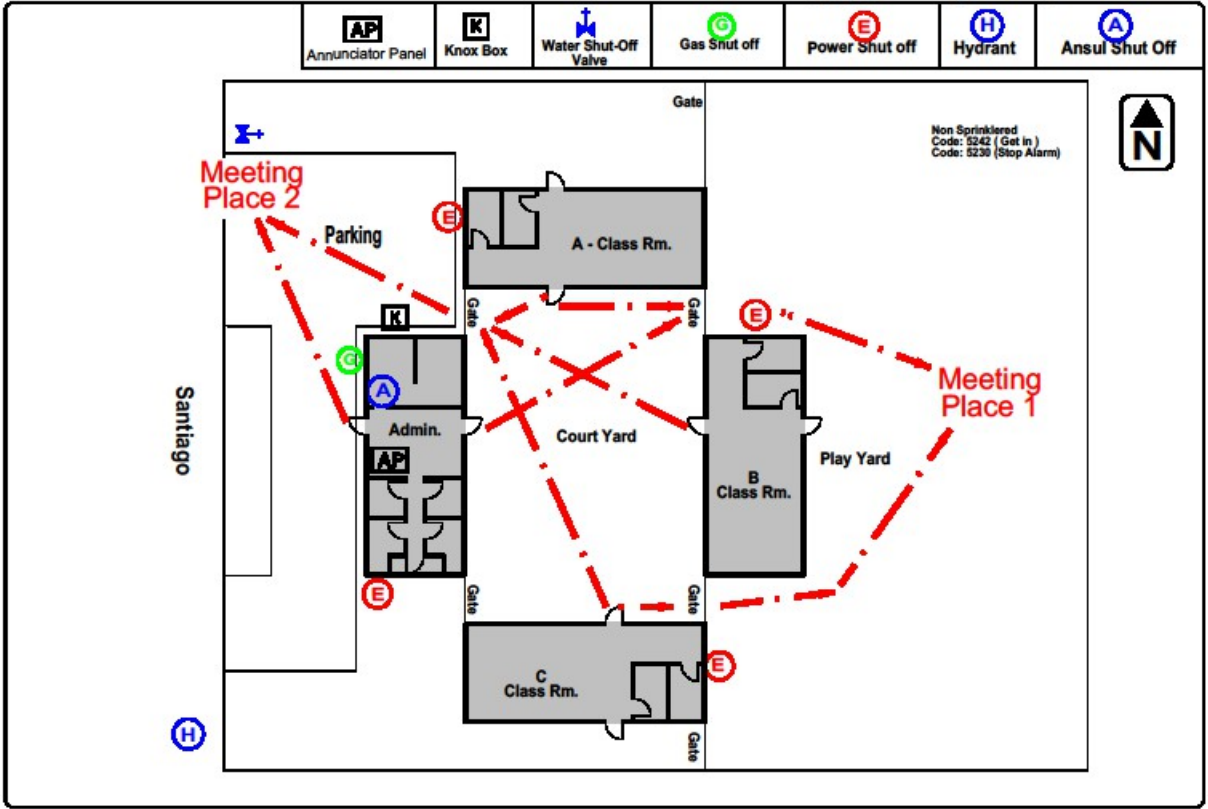 AP
Annunciator Panel
K
Knox Box
Water Shut-Off
Valve
G
Gas Shut off
E
Power Shut off
H
Hydrant
A
Ansul Shut Off
Gate
N
Non Sprinklered
Code: 5242 ( Get in )
Code: 5230 (Stop Alarm)
Meeting
Place 2
E
Parking
A - Class Rm.
K
Gate
Gate
E
G
A
Meeting
Place 1
Santiago
Admin.
Court Yard
AP
Play Yard
B
Class Rm.
E
Gate
Gate
C
Class Rm.
E
H
Gate